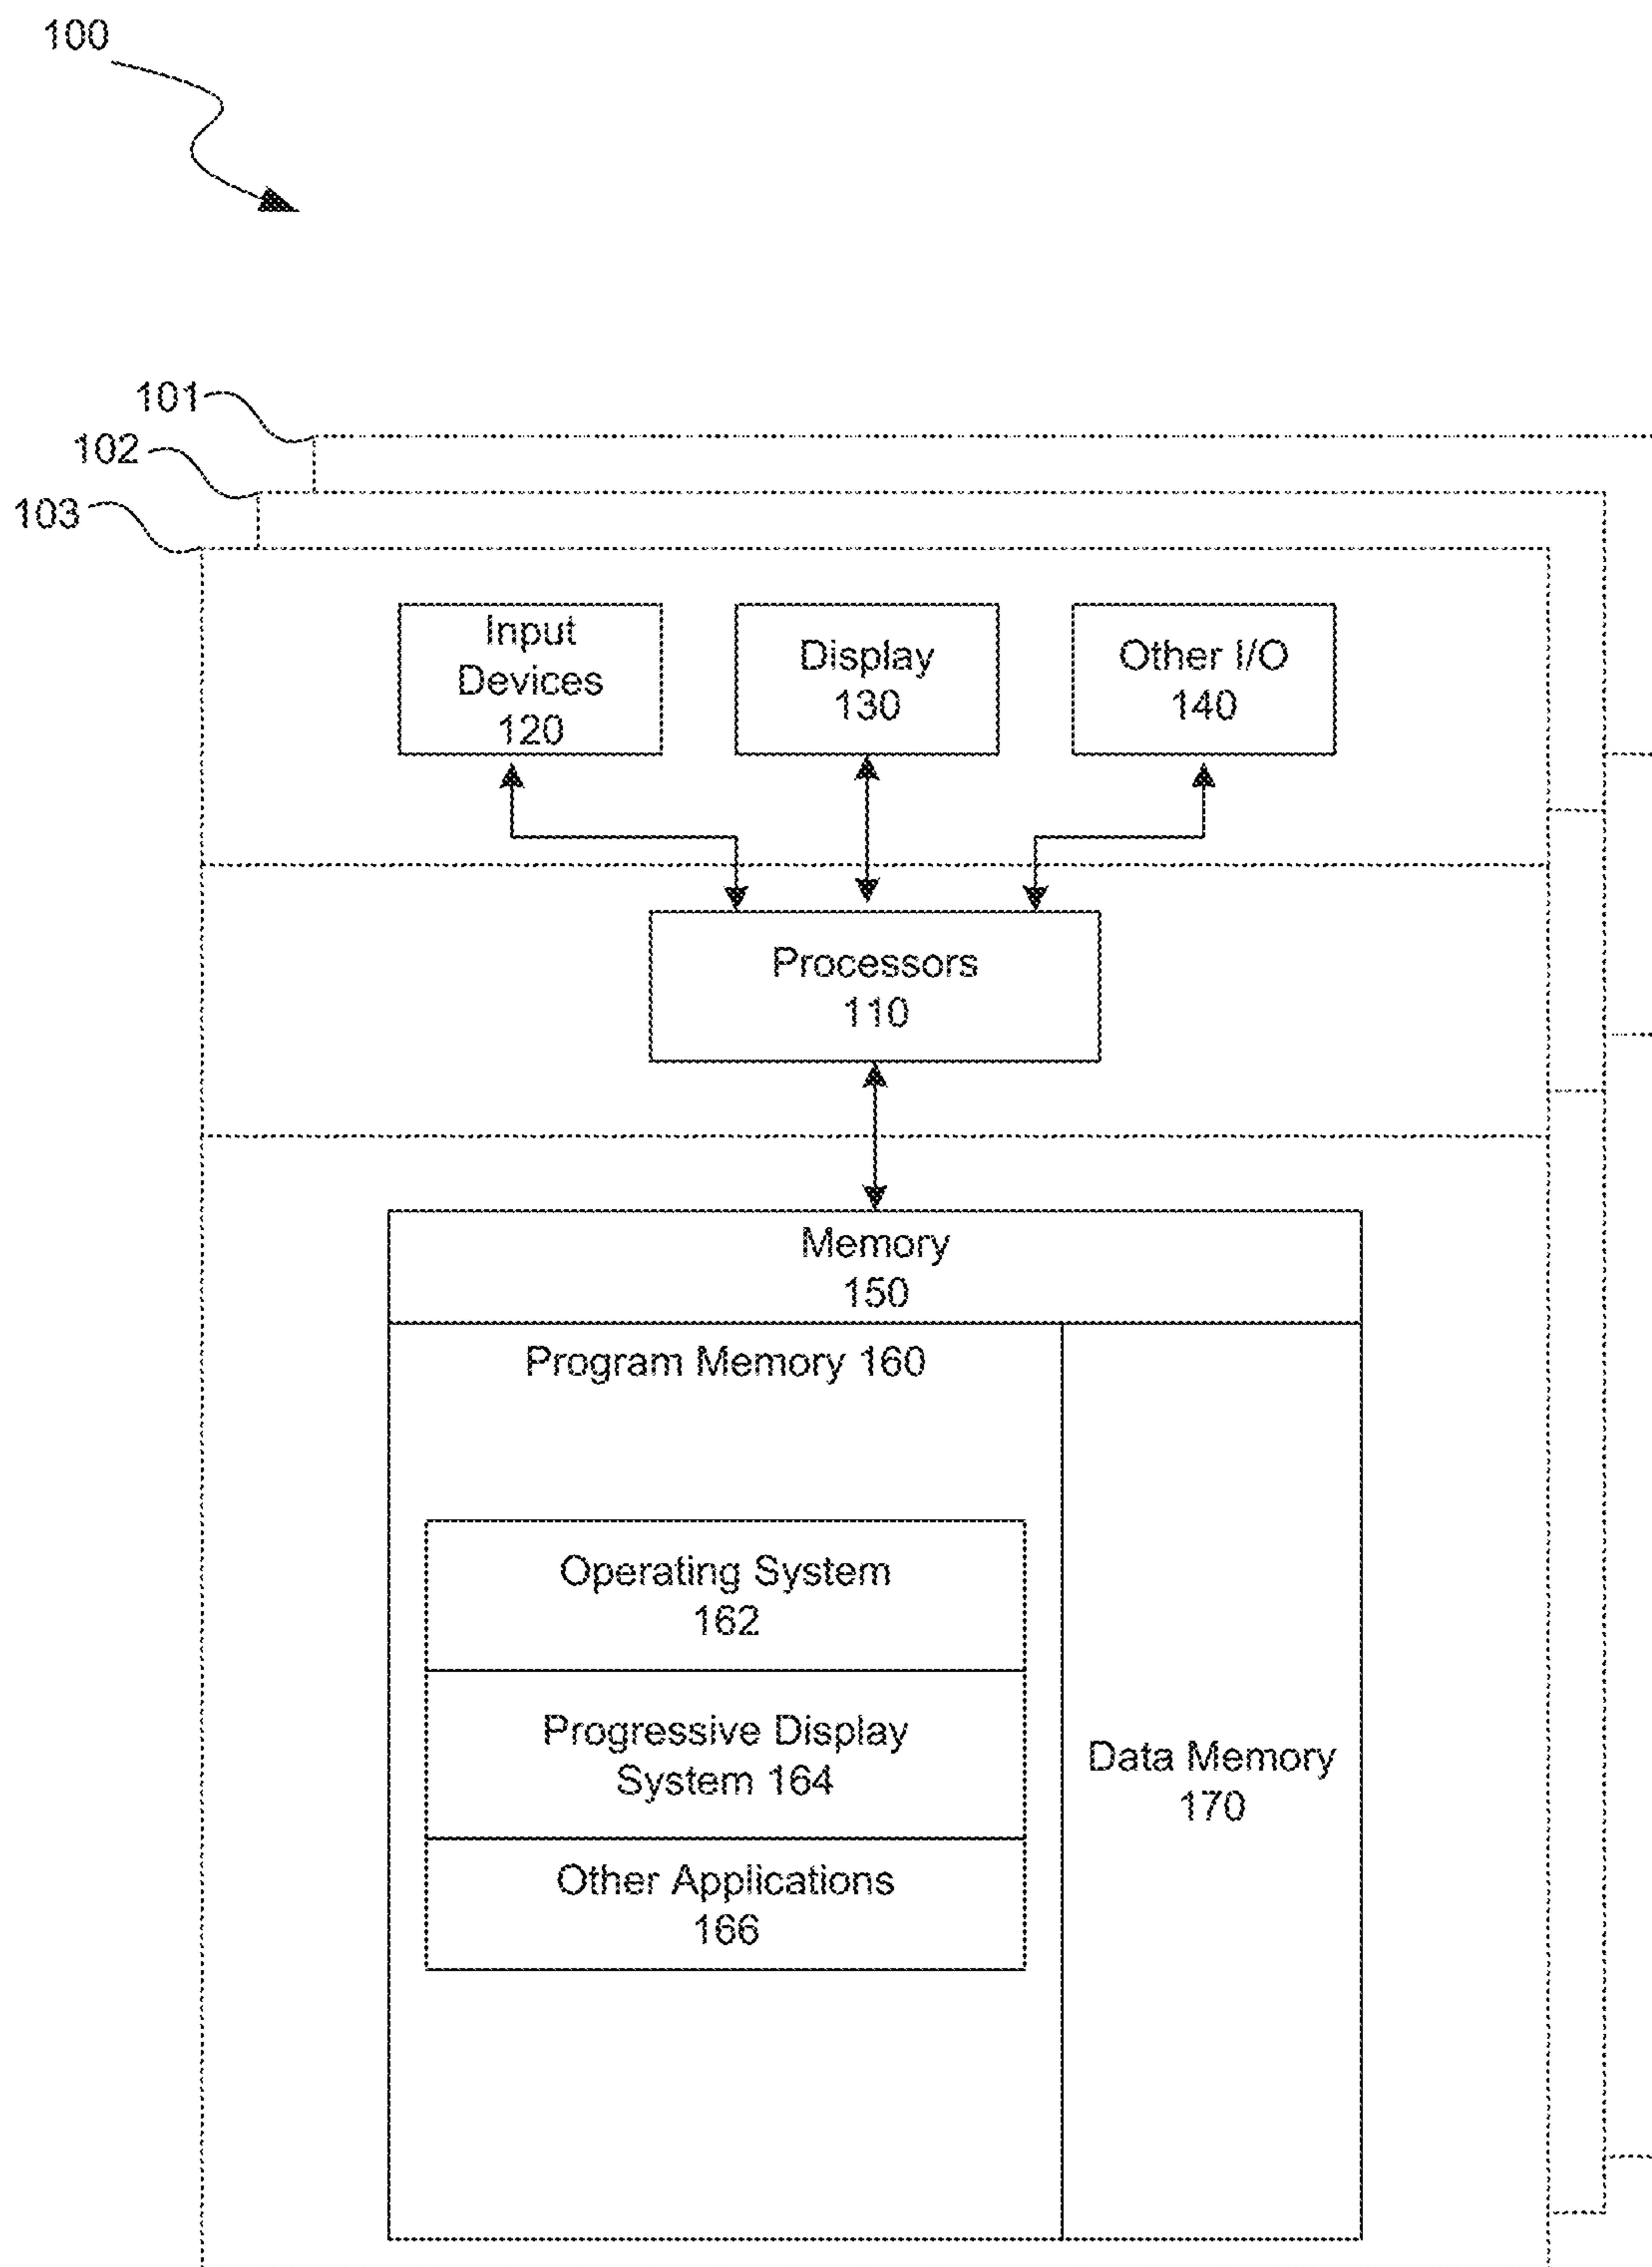 100
101
102
103
Input
Devices
120
Display
130
Other I/O
140
Processors
110
Memory
150
Program Memory 160
Operating System
162
Progressive Display
System 164
Other Applications
166
Data Memory
170